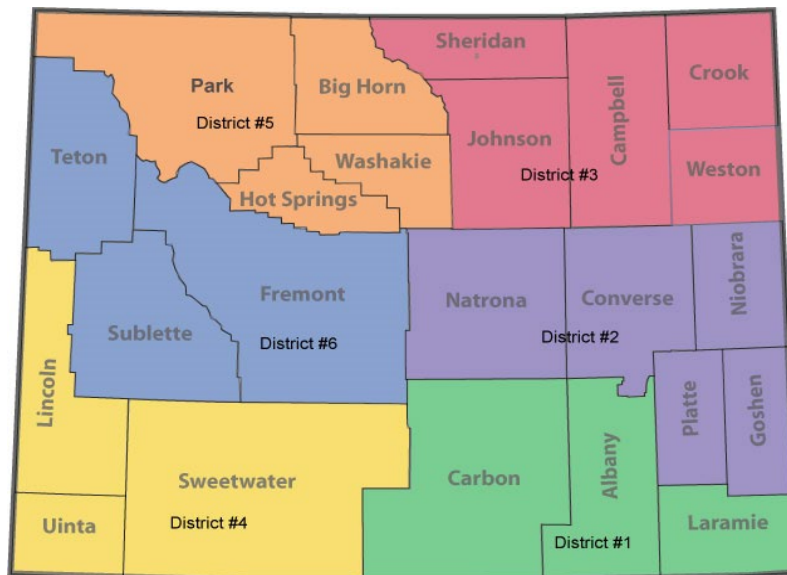 Sheridan
Park
Big Horn
Campbell
Crook
District #5
Teton
Washakie
Johnson
District #3
Weston
Hot Springs
Fremont
Natrona
Converse
Niobrara
Sublette
District #6
District #2
Lincoln
Platte
Goshen
Sweetwater
Carbon
Albany
Uinta
District #4
District #1
Laramie